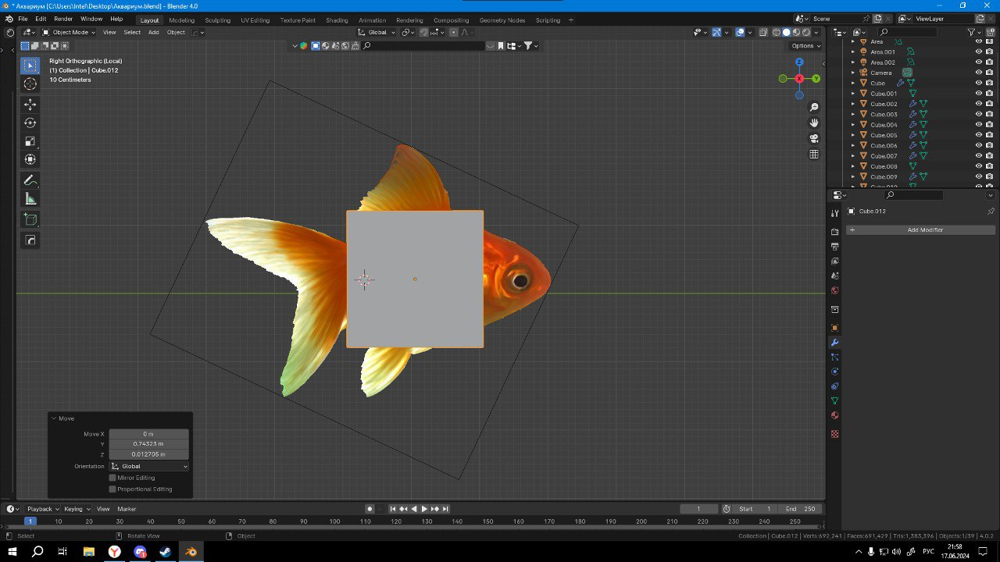 * Аквариум [C:\Users\Intel\Desktop\Аквариум.blend] - Blender 4.0
File Edit Render Window Help Layout Modeling Sculpting UV Editing Texture Paint Shading Animation Rendering Compositing Geometry Nodes Scripting + Scene ViewLayer
Object Mode View Select Add Object Global
Options
Right Orthographic (Local)
(1) Collection | Cube.012
10 Centimeters
Z
X
Y
Area
Area.001
Area.002
Camera
Cube
Cube.001
Cube.002
Cube.003
Cube.004
Cube.005
Cube.006
Cube.007
Cube.008
Cube.009
Cube.010
Cube.012
+ Add Modifier
Move
Move X 0 m
Y 0.74323 m
Z 0.012705 m
Orientation Global
Mirror Editing
Proportional Editing
Playback Keying View Marker 1 Start 1 End 250
1 10 20 30 40 50 60 70 80 90 100 110 120 130 140 150 160 170 180 190 200 210 220 230 240 250
Select Rotate View Object Collection | Cube.012 | Verts:692,241 | Faces:691,429 | Tris:1,383,396 | Objects:1/39 | 4.0.2
РУС
21:58
17.06.2024